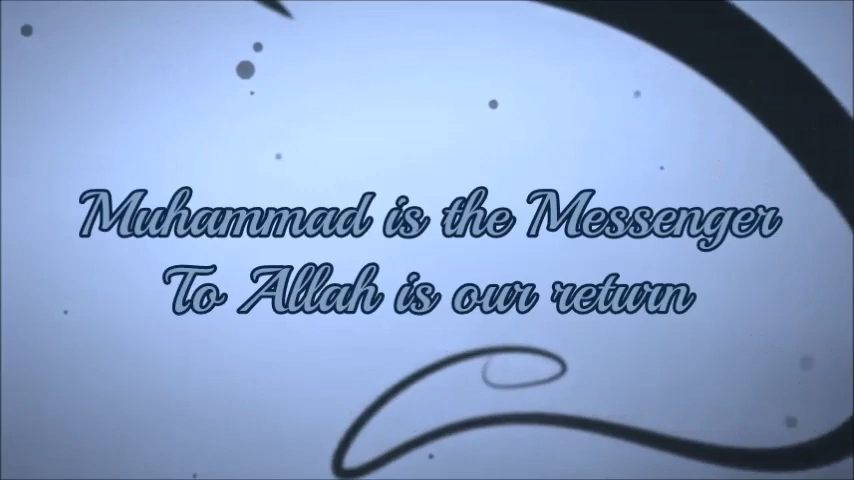 Muhammad is the Messenger
To Allah is our return